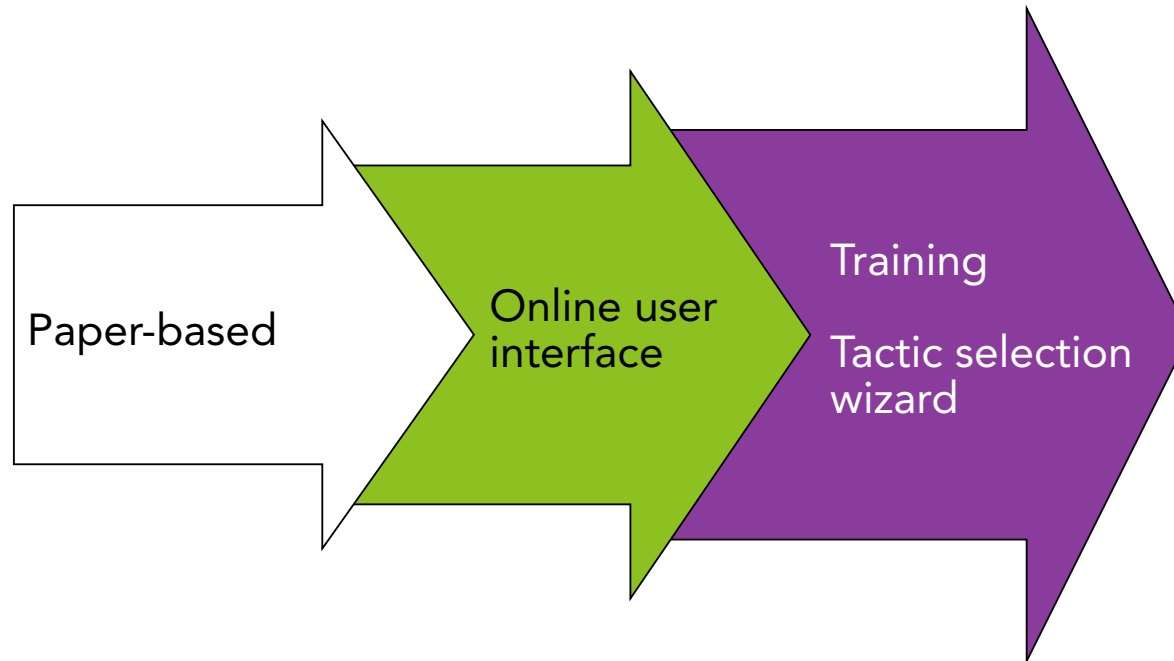 Paper-based
Online user
interface
Training
Tactic selection
wizard